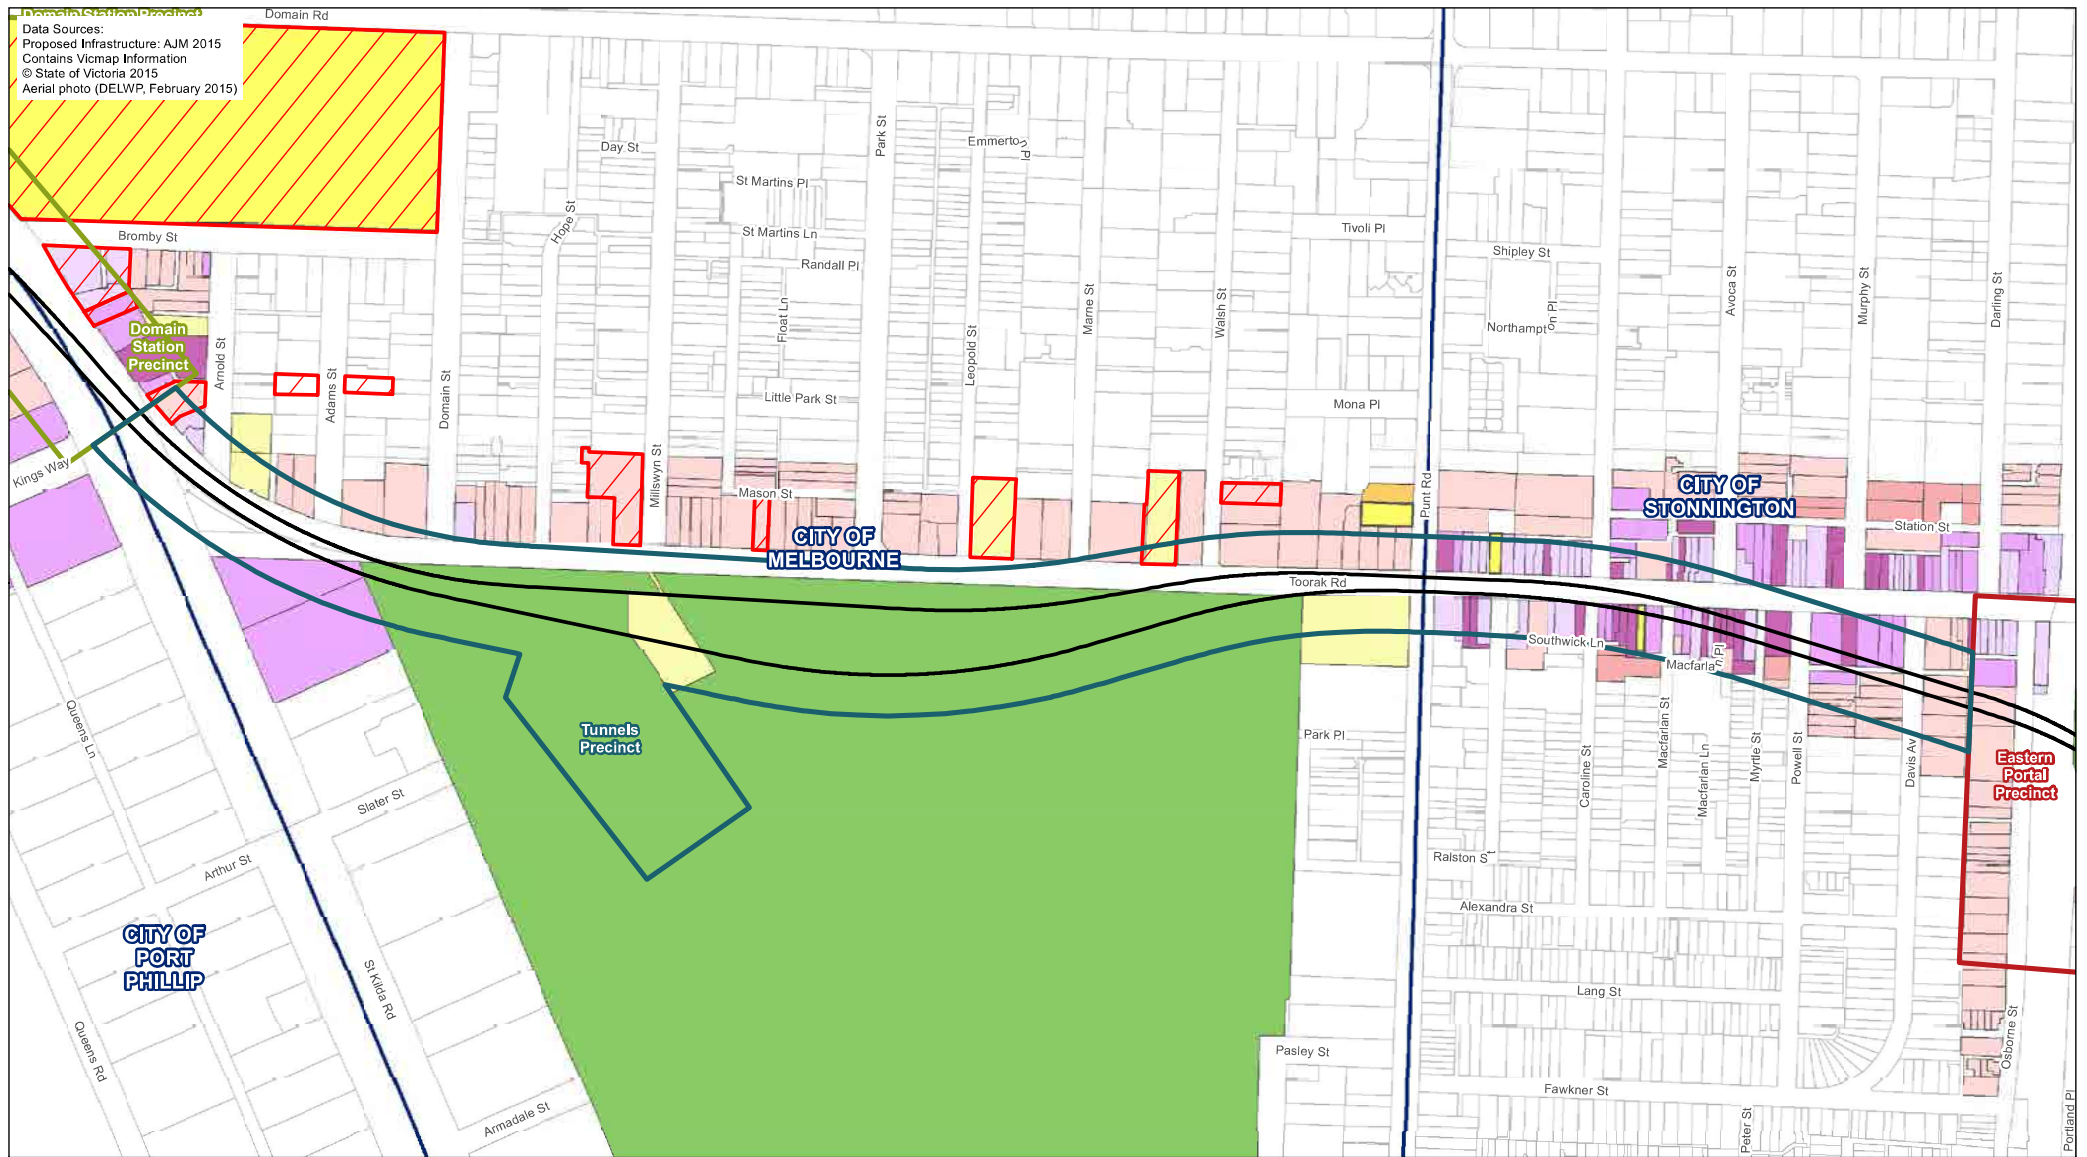 Domain Station Precinct
Data Sources:
Proposed Infrastructure: AJM 2015
Contains Vicmap Information
© State of Victoria 2015
Aerial photo (DELWP, February 2015)
Domain Rd
Park St
Day St
Emmerton Pl
St Martins Pl
Hope St
St Martins Ln
Randall Pl
Tivoli Pl
Shipley St
Bromby St
Avoca St
Murphy St
Darling St
Float Ln
Marne St
Walsh St
Northampton Pl
Domain
Station
Precinct
Arnold St
Leopold St
Adams St
Domain St
Little Park St
Mona Pl
Kings Way
Millswyn St
Mason St
Punt Rd
CITY OF
STONNINGTON
Station St
CITY OF
MELBOURNE
Toorak Rd
Southwick Ln
Macfarlan Pl
Queens Ln
Tunnels
Precinct
Park Pl
Caroline St
Macfarlan St
Macfarlan Ln
Myrtle St
Powell St
Davis Av
Eastern
Portal
Precinct
Slater St
Arthur St
Ralston St
Alexandra St
CITY OF
PORT
PHILLIP
St Kilda Rd
Lang St
Queens Rd
Pasley St
Osborne St
Fawkner St
Armadale St
Peter St
Portland Pl